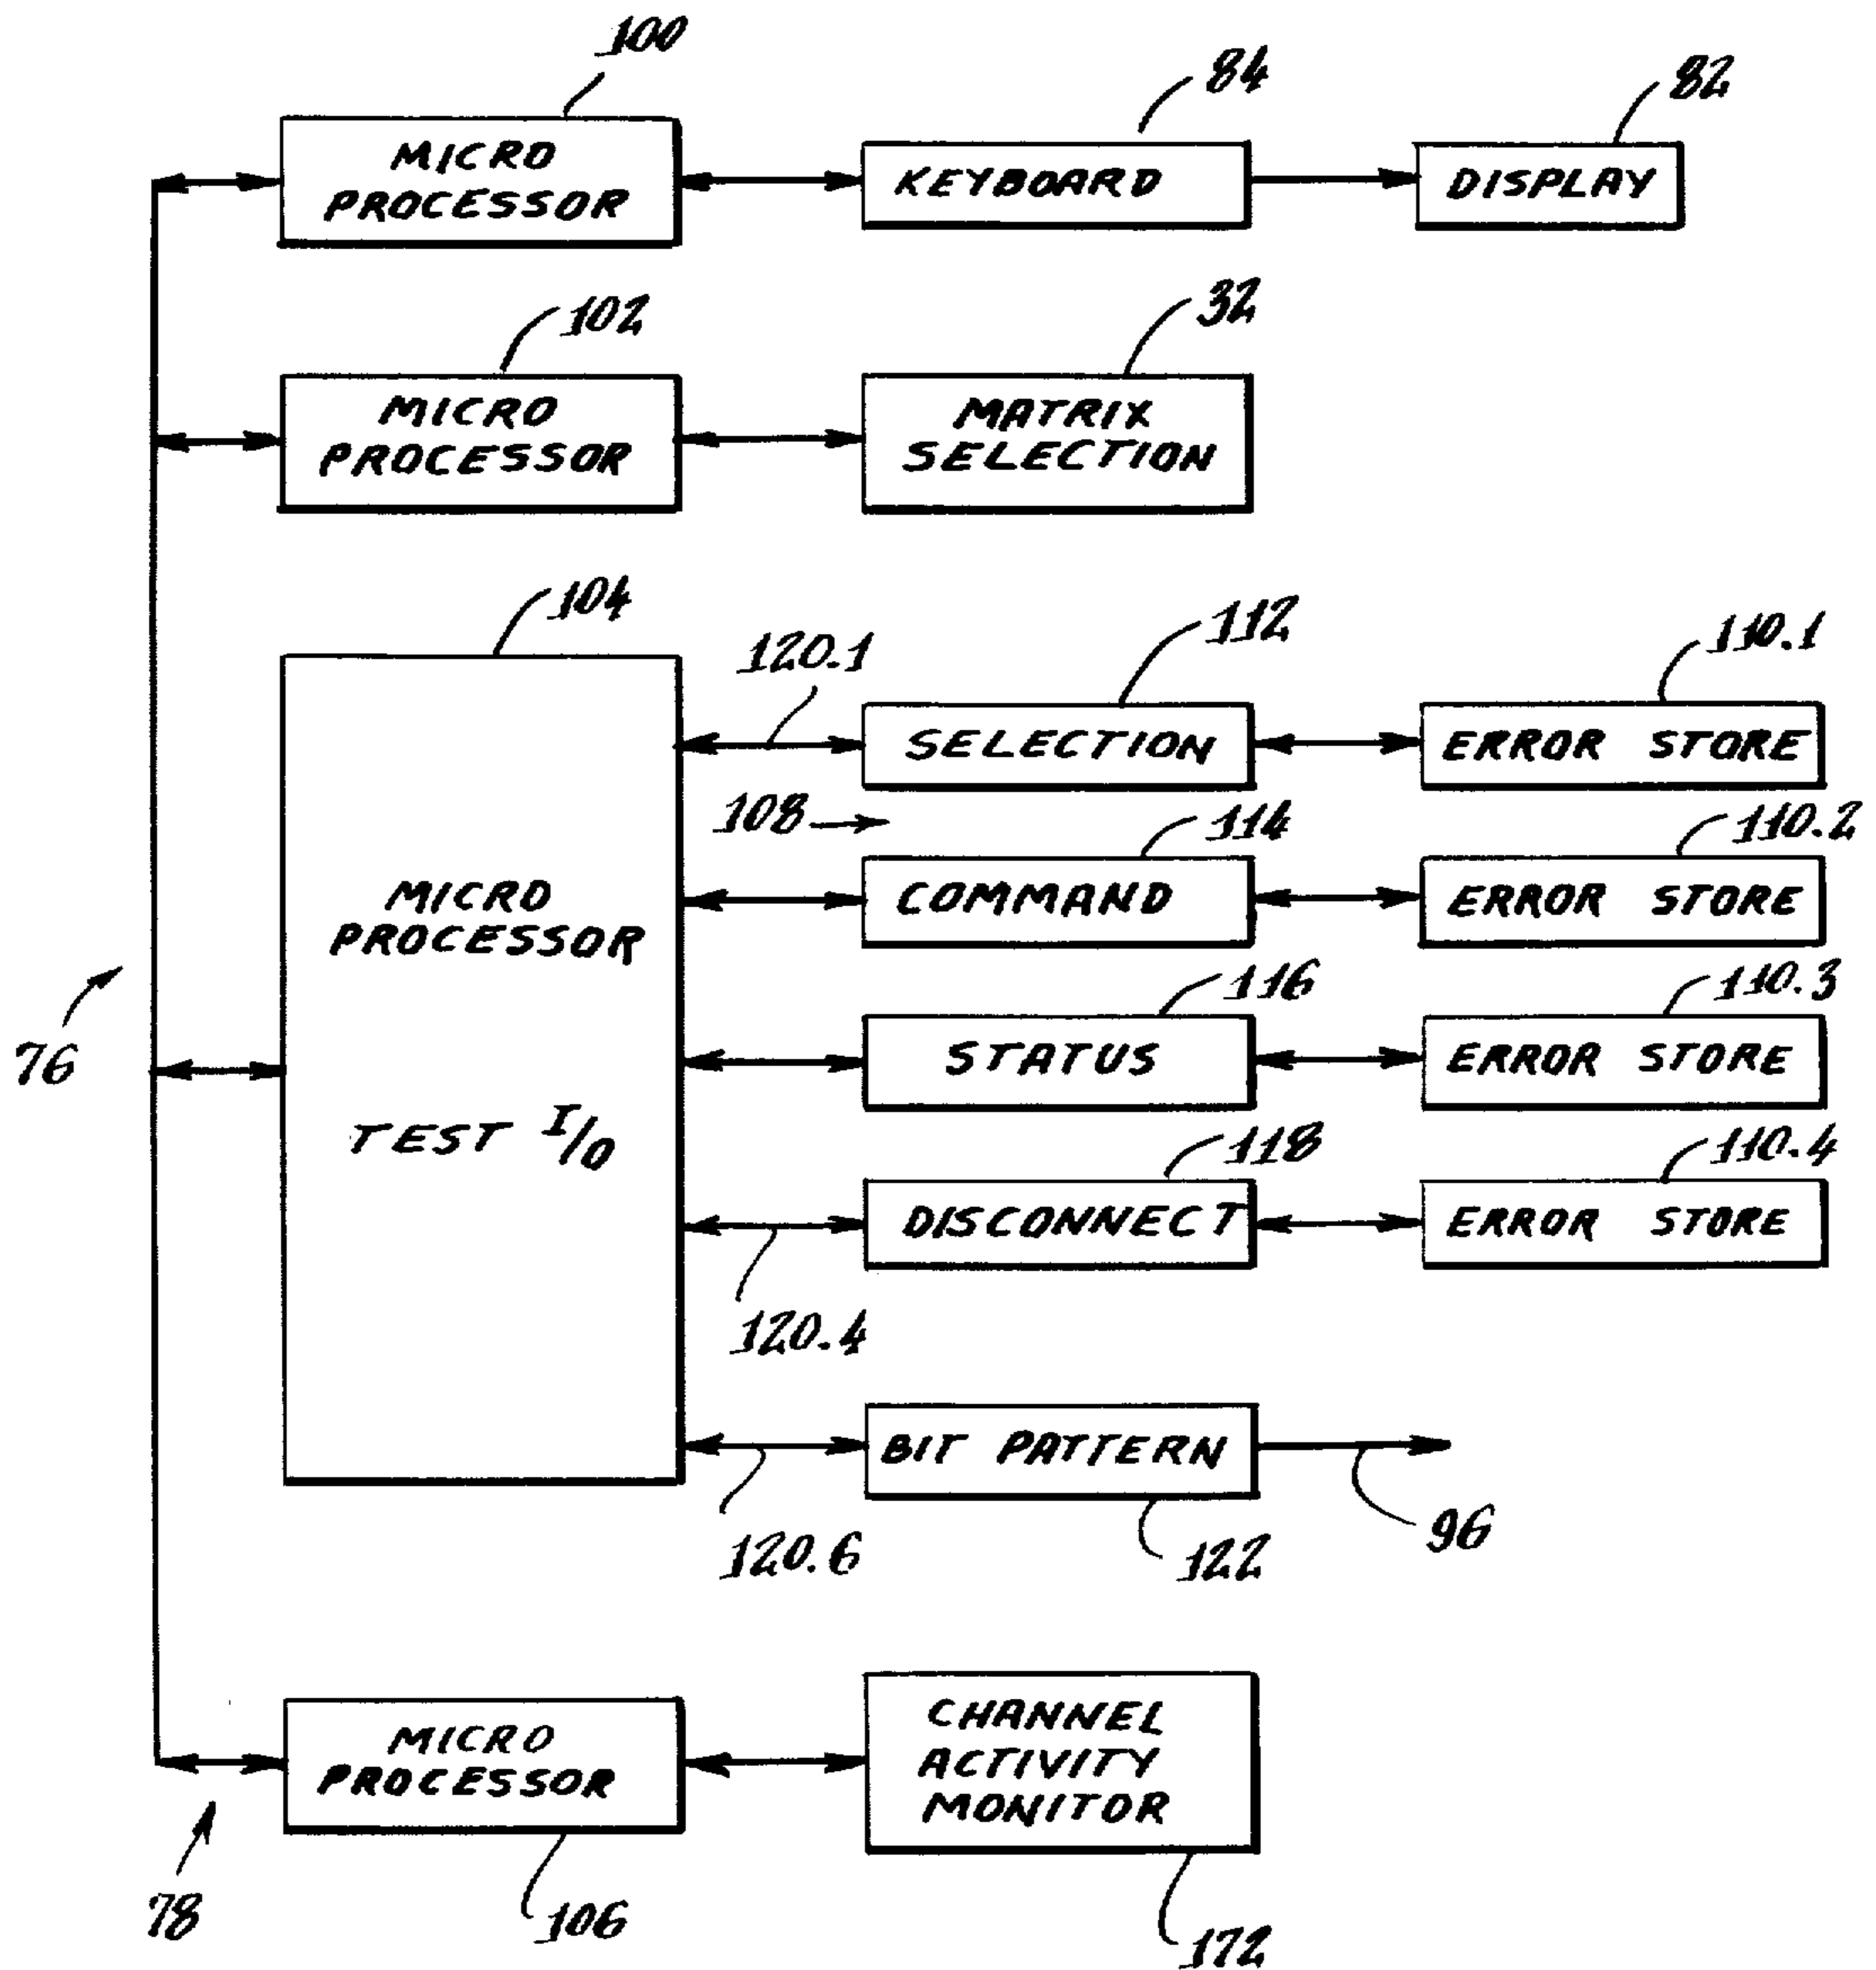 100
84
82
MICRO
PROCESSOR
KEYBOARD
DISPLAY
102
32
MICRO
PROCESSOR
MATRIX
SELECTION
104
120.1
112
110.1
SELECTION
ERROR STORE
108
114
110.2
MICRO
PROCESSOR
COMMAND
ERROR STORE
76
116
110.3
STATUS
ERROR STORE
TEST I/O
118
110.4
DISCONNECT
ERROR STORE
120.4
BIT PATTERN
96
120.6
122
MICRO
PROCESSOR
CHANNEL
ACTIVITY
MONITOR
78
106
172